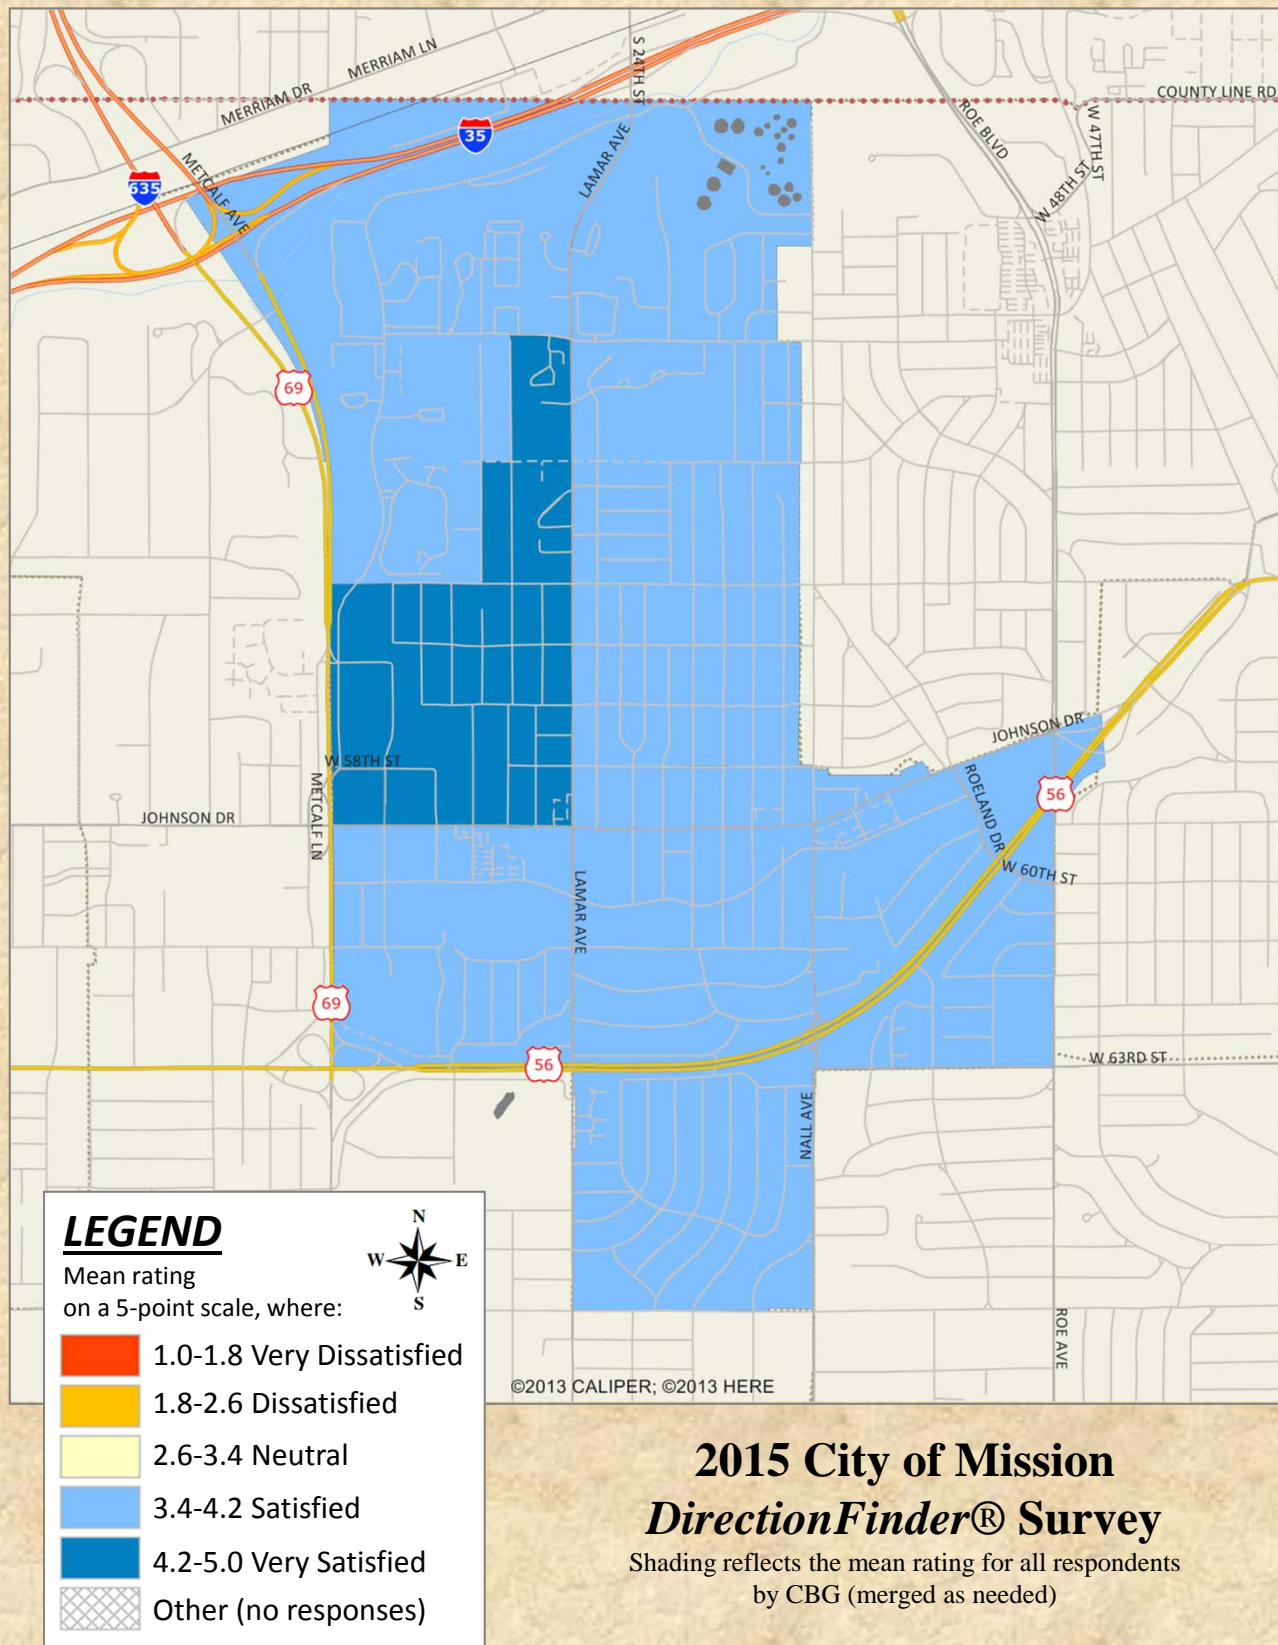 MERRIAM LN
S 24TH ST
MERRIAM DR
COUNTY LINE RD
35
ROE BLVD
W 47TH ST
LAMAR AVE
METCALF AVE
635
W 48TH ST
69
JOHNSON DR
W 58TH ST
ROELAND DR
56
METCALF LN
JOHNSON DR
W 60TH ST
LAMAR AVE
69
56
W 63RD ST
NALL AVE
ROE AVE
©2013 CALIPER; ©2013 HERE
LEGEND
N
W E
S
Mean rating
on a 5-point scale, where:
1.0-1.8 Very Dissatisfied
1.8-2.6 Dissatisfied
2.6-3.4 Neutral
3.4-4.2 Satisfied
4.2-5.0 Very Satisfied
Other (no responses)
2015 City of Mission
DirectionFinder® Survey
Shading reflects the mean rating for all respondents
by CBG (merged as needed)